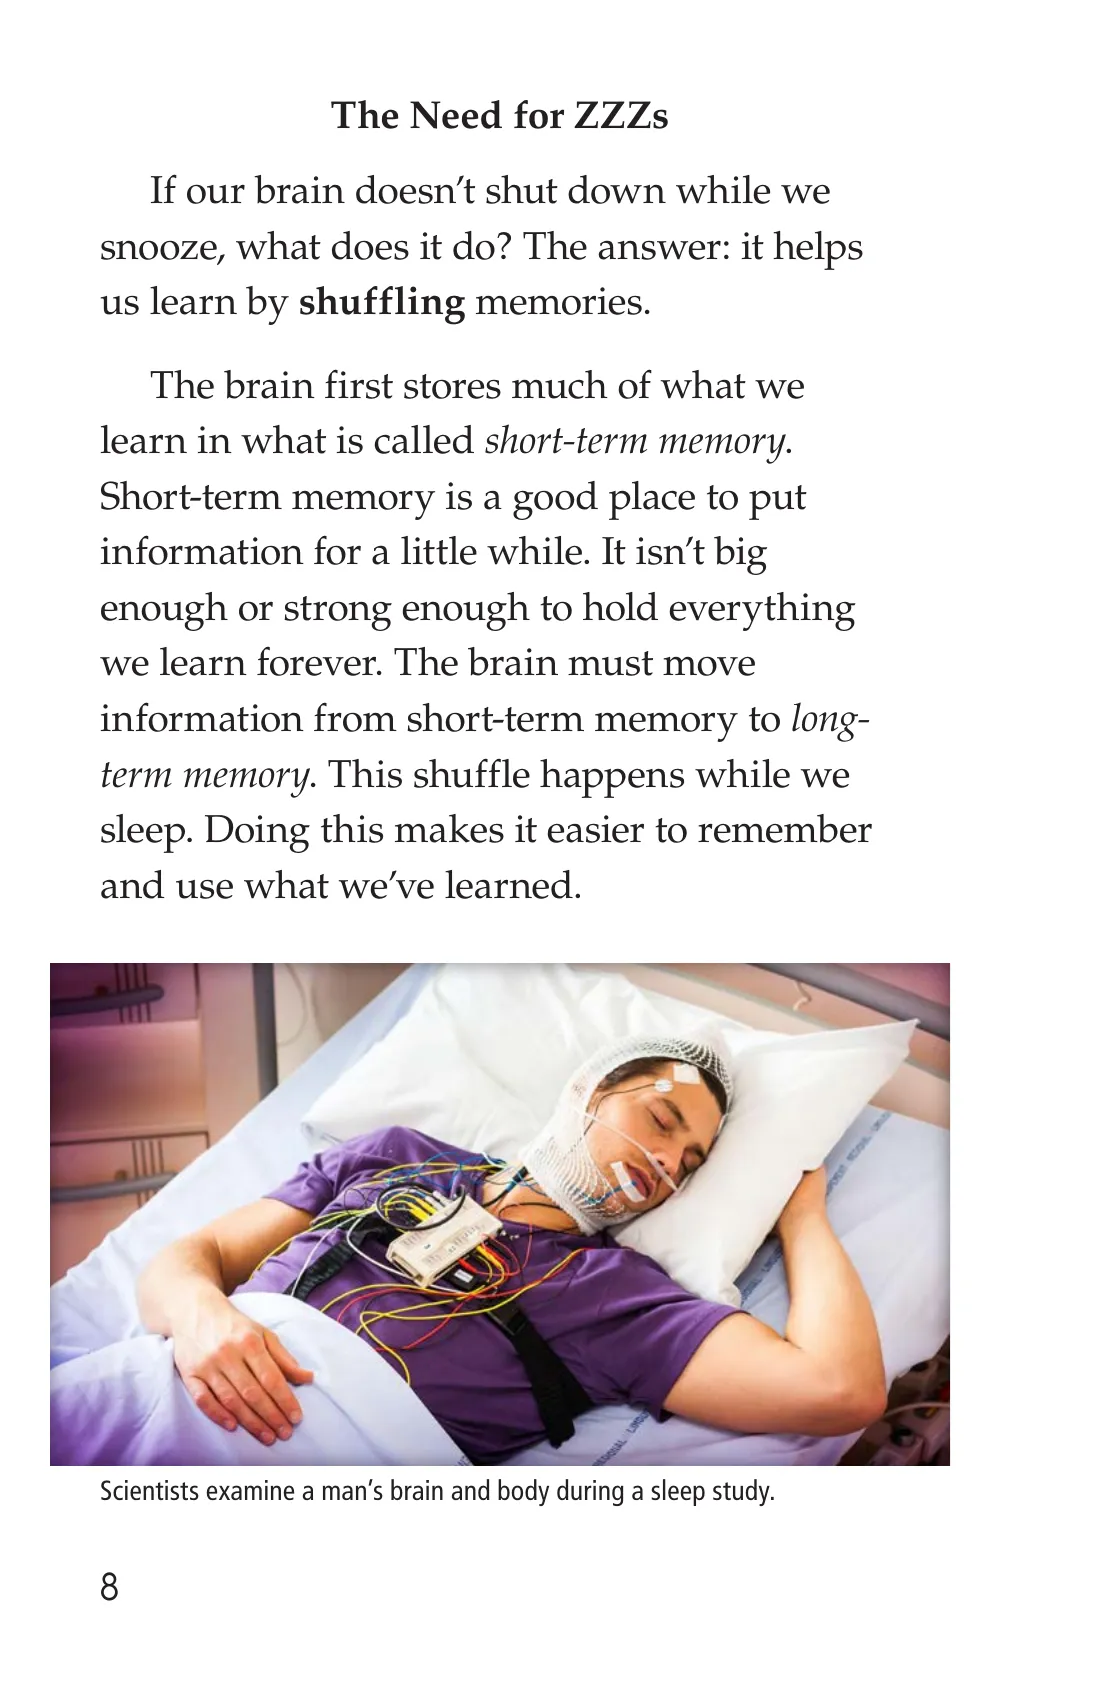 The Need for ZZZs
If our brain doesn’t shut down while we
snooze, what does it do? The answer: it helps
us learn by shuffling memories.
The brain first stores much of what we
learn in what is called short-term memory.
Short-term memory is a good place to put
information for a little while. It isn’t big
enough or strong enough to hold everything
we learn forever. The brain must move
information from short-term memory to long-
term memory. This shuffle happens while we
sleep. Doing this makes it easier to remember
and use what we’ve learned.
Scientists examine a man’s brain and body during a sleep study.
8